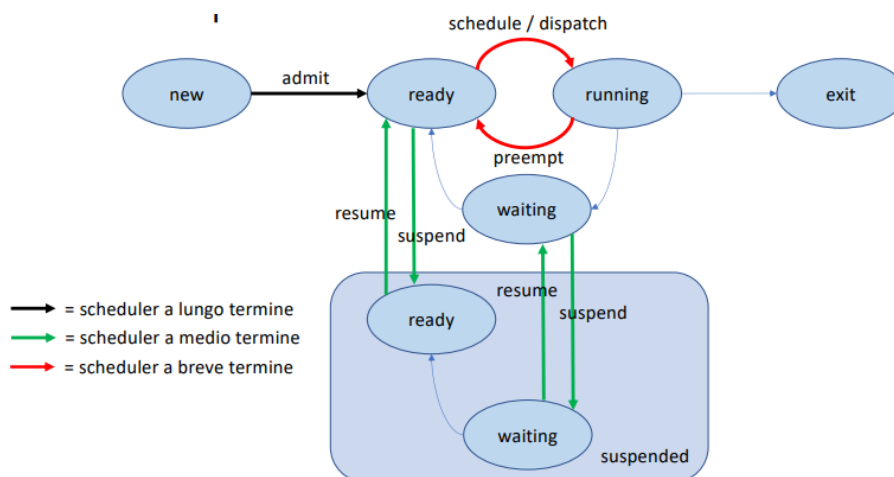 schedule / dispatch
admit
new
ready
running
exit
preempt
waiting
resume
suspend
resume
= scheduler a lungo termine
ready
suspend
= scheduler a medio termine
= scheduler a breve termine
waiting
suspended